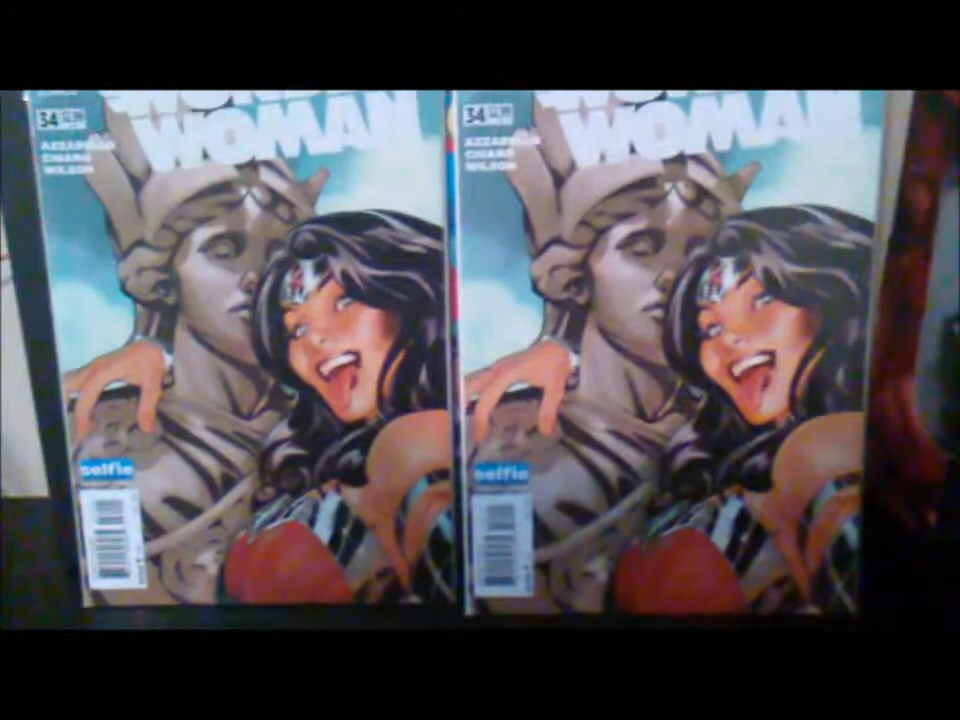 WOMAN
34
AZZARELLO
CHIANG
WILSON
selfie
WOMAN
34
AZZARELLO
CHIANG
WILSON
selfie